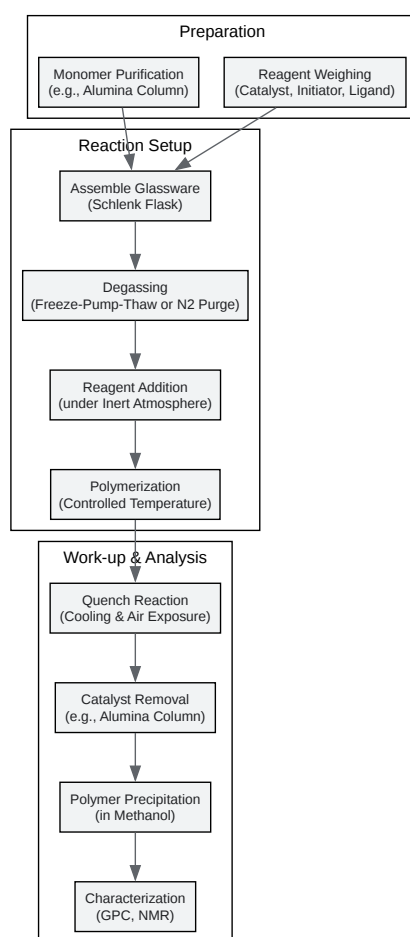 Preparation
Monomer Purification
(e.g., Alumina Column)
Reagent Weighing
(Catalyst, Initiator, Ligand)
Reaction Setup
Assemble Glassware
(Schlenk Flask)
Degassing
(Freeze-Pump-Thaw or N2 Purge)
Reagent Addition
(under Inert Atmosphere)
Polymerization
(Controlled Temperature)
Work-up & Analysis
Quench Reaction
(Cooling & Air Exposure)
Catalyst Removal
(e.g., Alumina Column)
Polymer Precipitation
(in Methanol)
Characterization
(GPC, NMR)